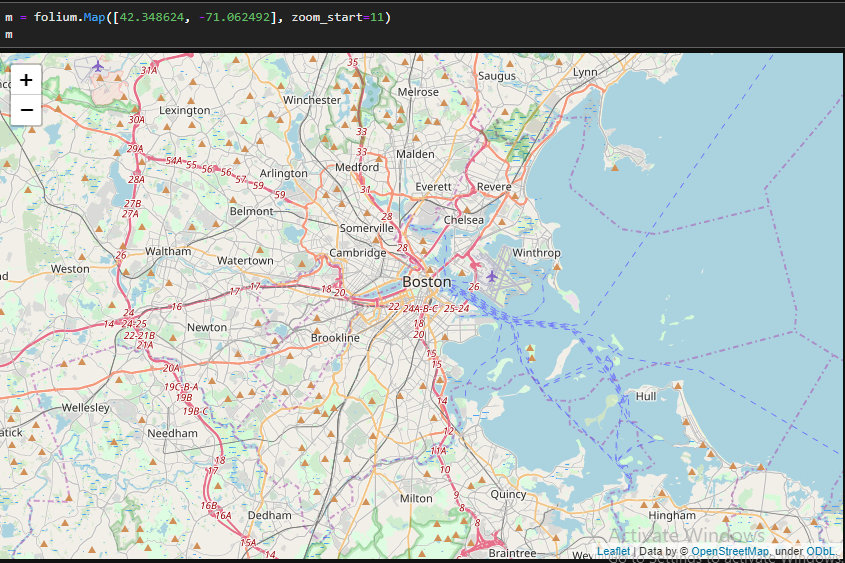 m = folium.Map([42.348624, -71.062492], zoom_start=11)
m
+
−
31A
35
Saugus
Lynn
Winchester
Melrose
Lexington
30A
33
29A
33
Malden
54A 55 56 56 57 59 59
Medford
Arlington
28A
31
Everett
Revere
27B
27A
Belmont
28
Chelsea
Somerville
28
26
Waltham
Cambridge
Winthrop
Weston
Watertown
Boston
26
17 17
18 20
16
24
22 24A-B-C 25-24
14 24-25
Newton
18
22-21B
20
Brookline
21A
15
15
20A
19C-B-A
Hull
19B
14
Wellesley
19B-C
Needham
12
atick
11A
18
10
17
9
Milton
Quincy
16B
8
16A
Dedham
8
Hingham
Activate Windows
15A
14
Braintree
Leaflet | Data by © OpenStreetMap, under ODbL.
Go to Settings to activate Windows.